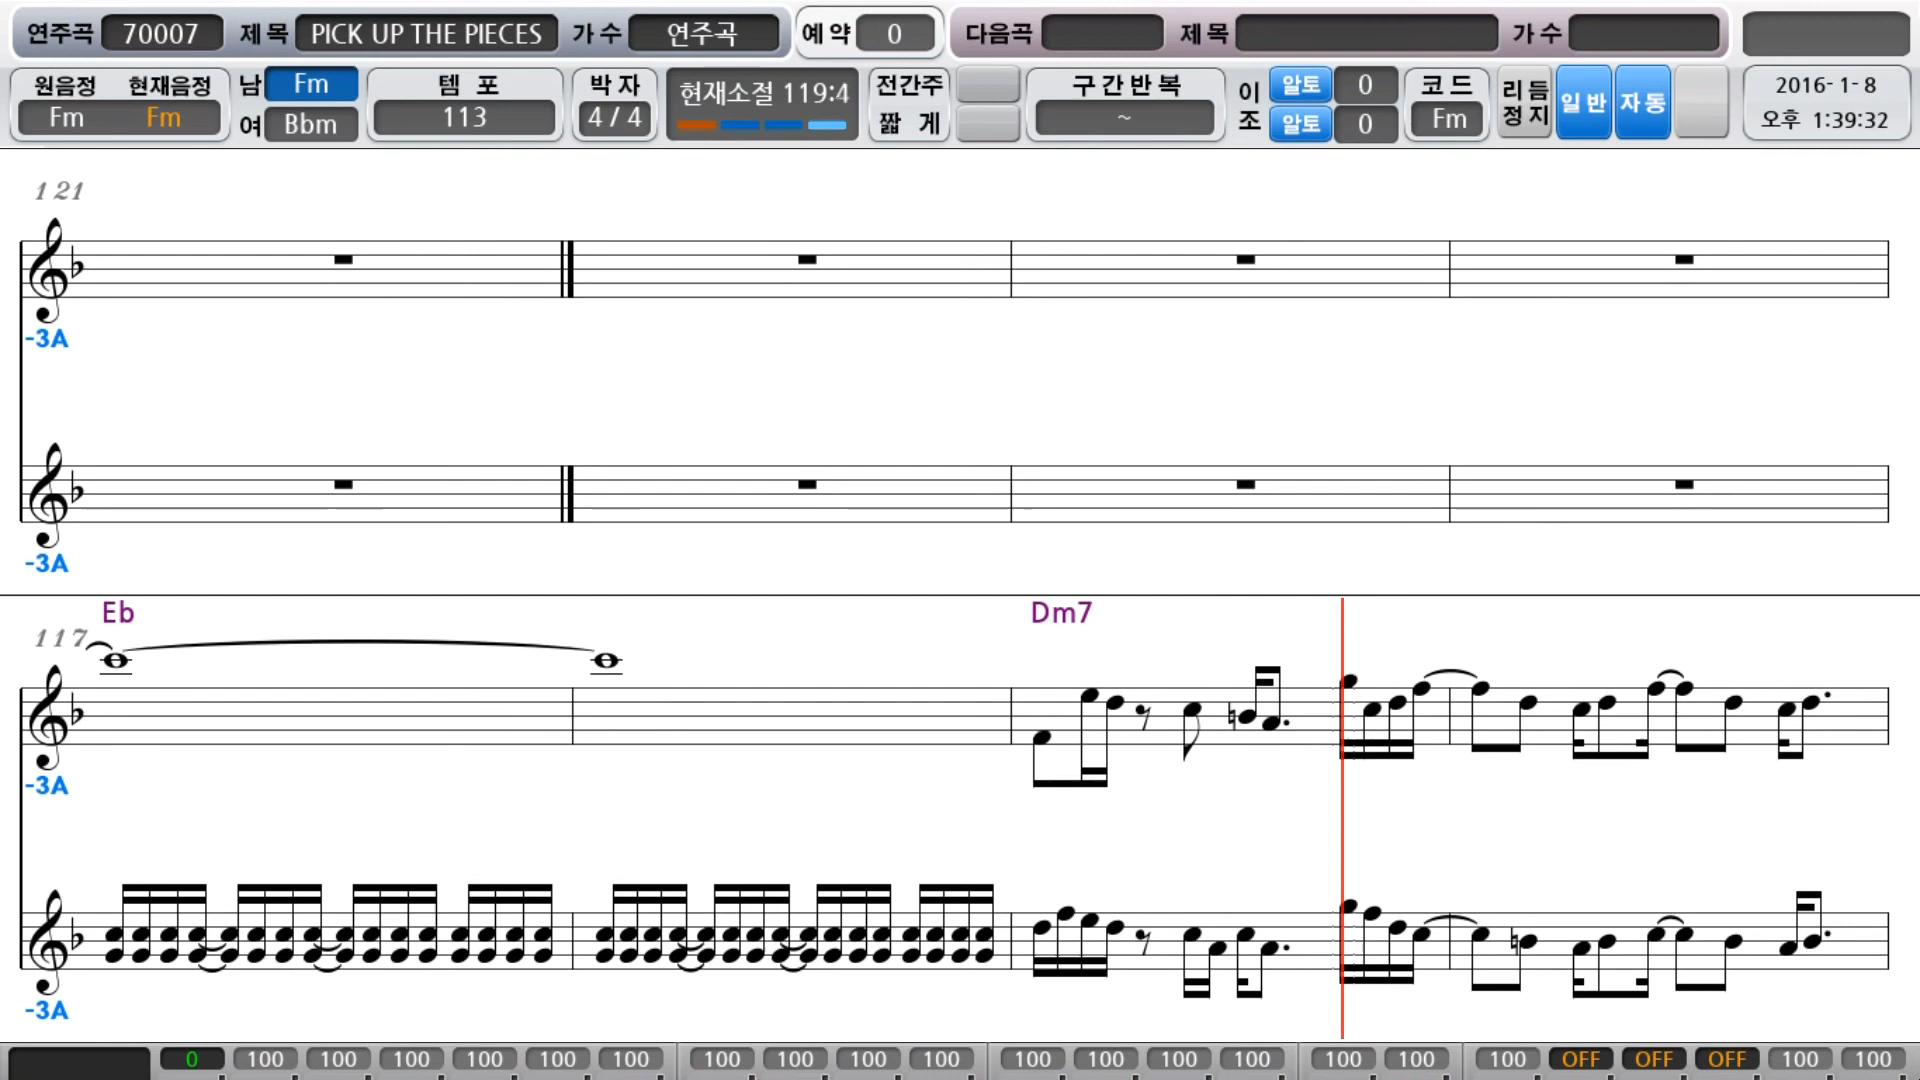 연주곡 70007 제 목 PICK UP THE PIECES 가 수 연주곡 예 약 0 다음곡 제 목 가 수
원음정 현재음정 남 Fm 템 포 박 자 현재소절 119:4 전간주 구 간 반 복 이 알토 0 코 드 리 듬 일 반 자 동 2016- 1- 8
Fm Fm 여 Bbm 113 4 / 4 짧 게 ~ 조 알토 0 Fm 정 지 오후 1:39:32
121
-3A
-3A
Eb Dm7
117
-3A
-3A
0 100 100 100 100 100 100 100 100 100 100 100 100 100 100 100 100 100 OFF OFF OFF 100 100